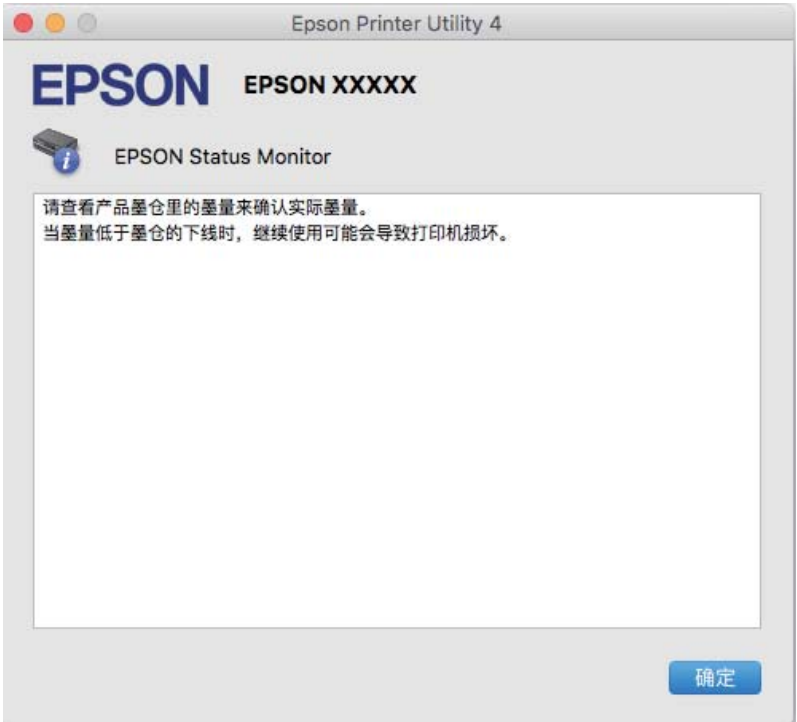 Epson Printer Utility 4
EPSON EPSON XXXXX
EPSON Status Monitor
请查看产品墨仓里的墨量来确认实际墨量。
当墨量低于墨仓的下线时，继续使用可能会导致打印机损坏。
确定